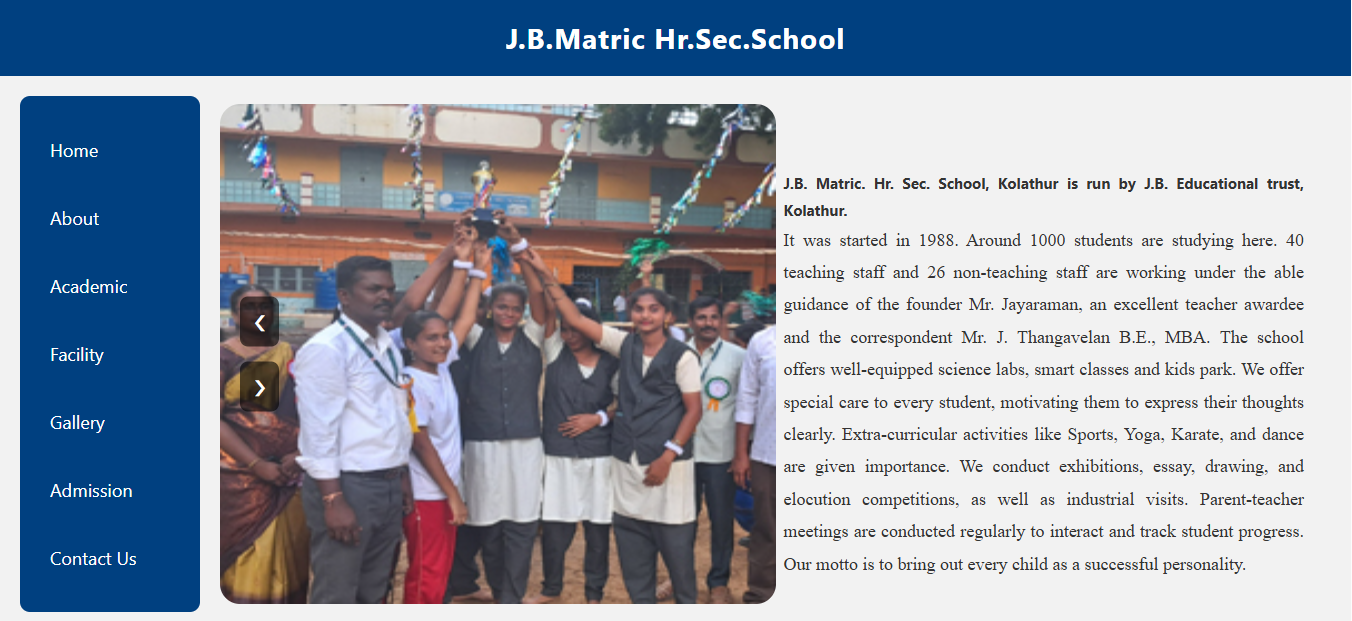 J.B.Matric Hr.Sec.School
Home
About
Academic
Facility
Gallery
Admission
Contact Us
J.B. Matric. Hr. Sec. School, Kolathur is run by J.B. Educational trust,
Kolathur.
It was started in 1988. Around 1000 students are studying here. 40
teaching staff and 26 non-teaching staff are working under the able
guidance of the founder Mr. Jayaraman, an excellent teacher awardee
and the correspondent Mr. J. Thangavelan B.E., MBA. The school
offers well-equipped science labs, smart classes and kids park. We offer
special care to every student, motivating them to express their thoughts
clearly. Extra-curricular activities like Sports, Yoga, Karate, and dance
are given importance. We conduct exhibitions, essay, drawing, and
elocution competitions, as well as industrial visits. Parent-teacher
meetings are conducted regularly to interact and track student progress.
Our motto is to bring out every child as a successful personality.